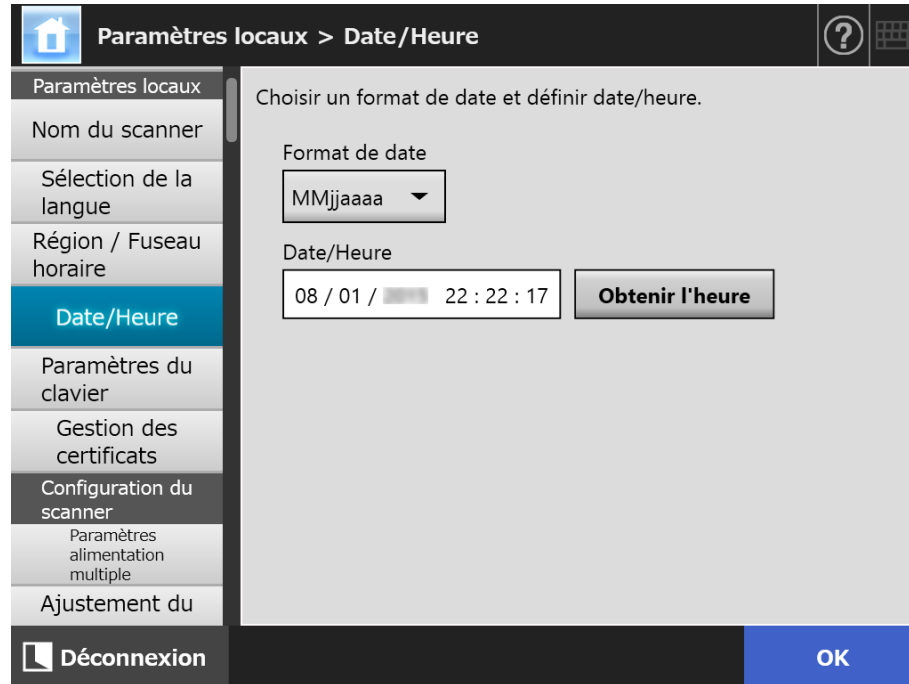 Paramètres locaux > Date/Heure
?
Paramètres locaux
Nom du scanner
Sélection de la
langue
Région / Fuseau
horaire
Date/Heure
Paramètres du
clavier
Gestion des
certificats
Configuration du
scanner
Paramètres
alimentation
multiple
Ajustement du
Choisir un format de date et définir date/heure.
Format de date
MMjjaaaa
Date/Heure
08 / 01 / 22 : 22 : 17
Obtenir l'heure
Déconnexion
OK